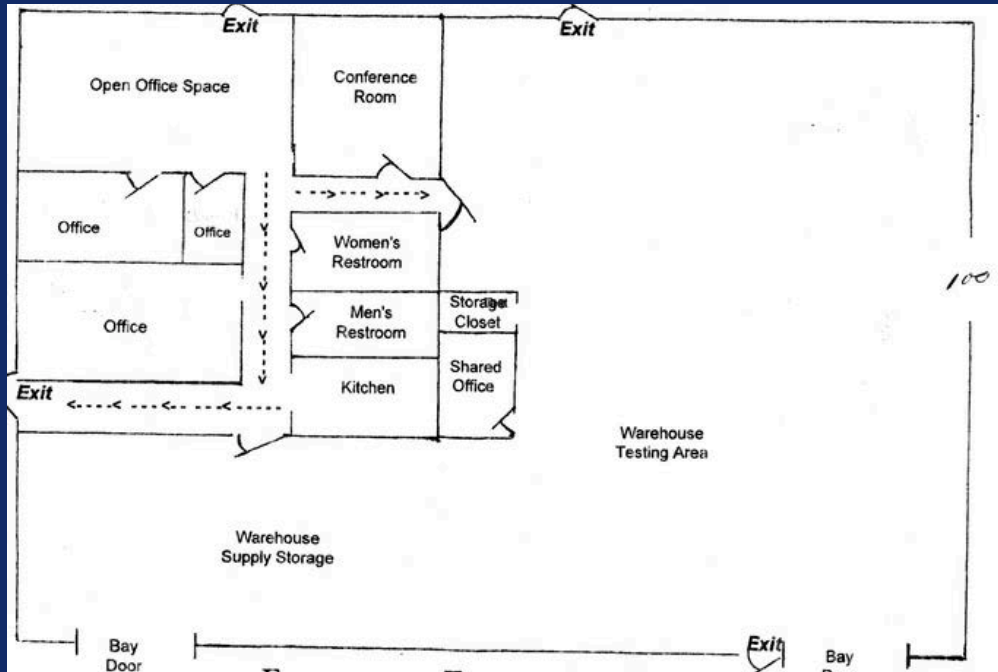 Exit
Exit
Open Office Space
Conference
Room
Office
Office
Women's
Restroom
100
Office
Men's
Restroom
Storage
Closet
Exit
Kitchen
Shared
Office
Warehouse
Testing Area
Warehouse
Supply Storage
Bay
Door
Exit
Bay